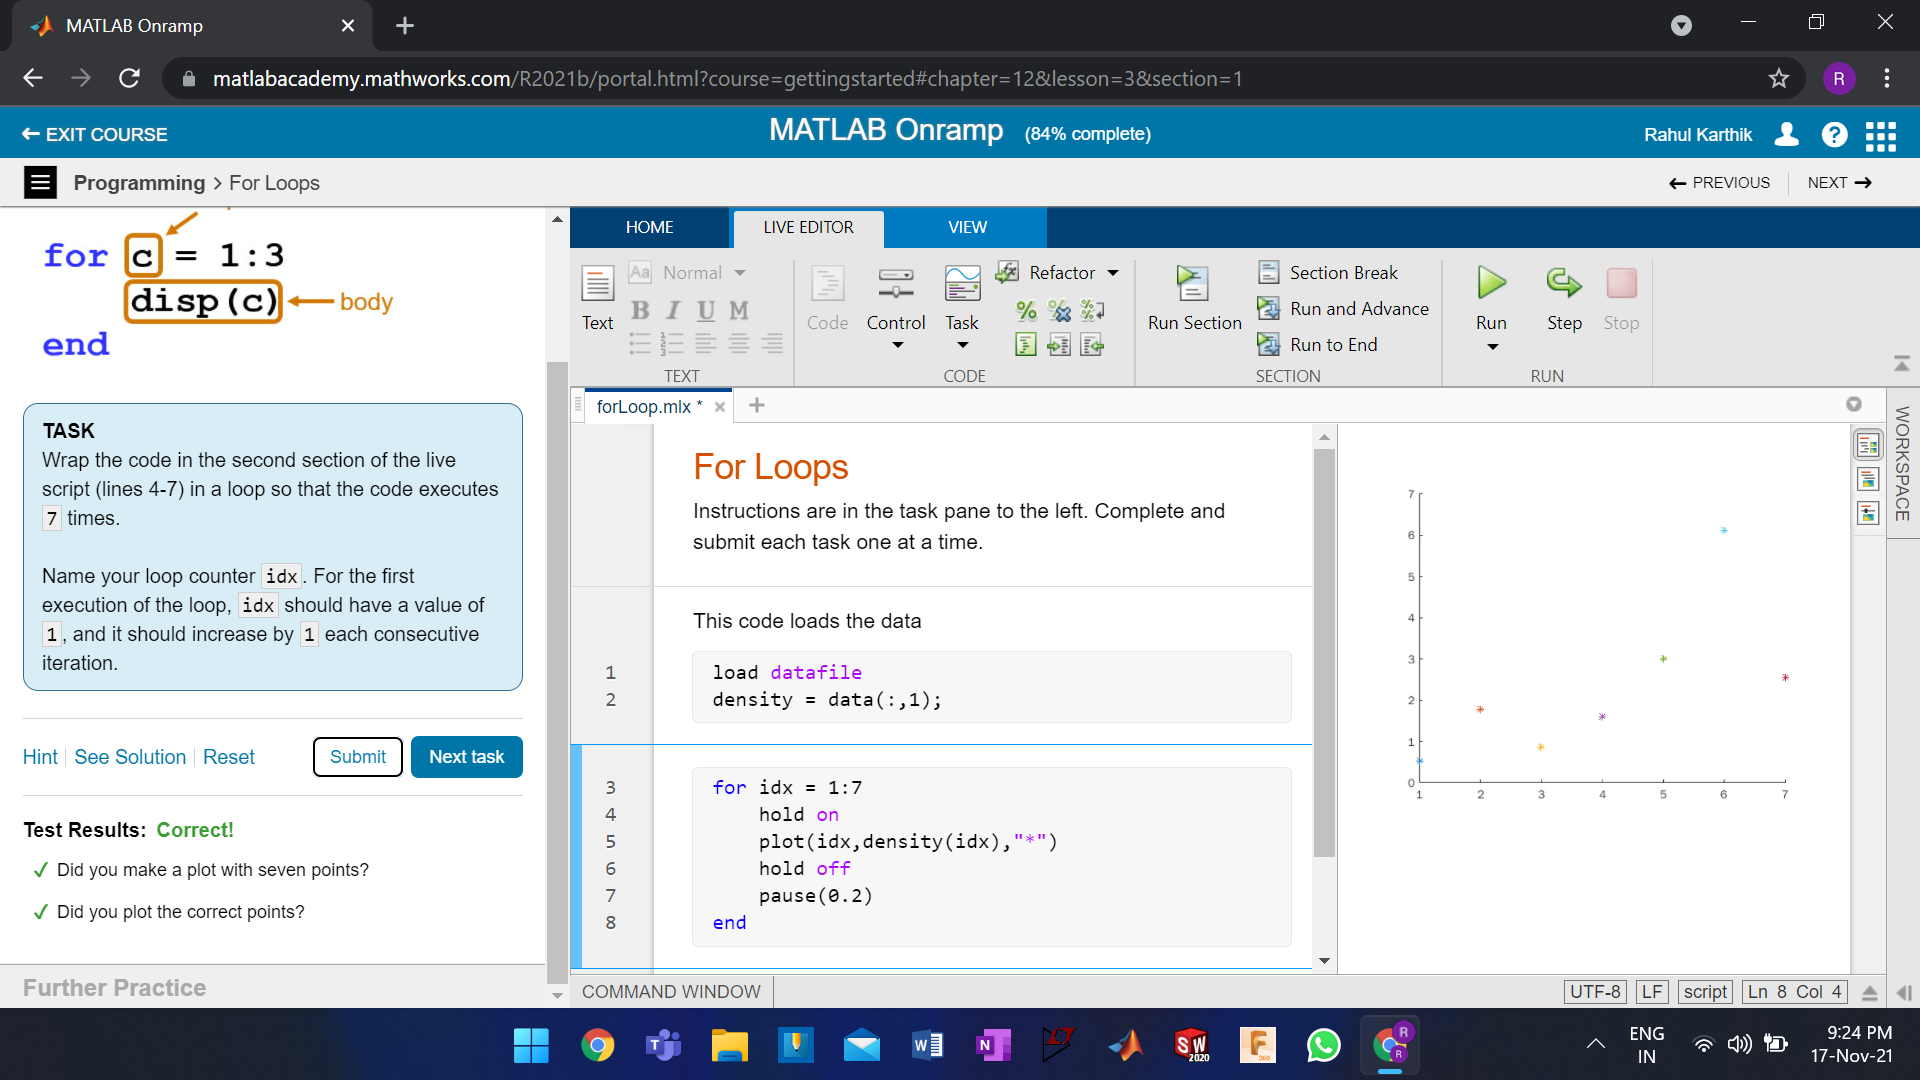 MATLAB Onramp
matlabacademy.mathworks.com/R2021b/portal.html?course=gettingstarted#chapter=12&lesson=3&section=1
R
EXIT COURSE
MATLAB Onramp (84% complete)
Rahul Karthik
?
Programming > For Loops
PREVIOUS
NEXT
for c = 1:3
disp(c)
body
end
TASK
Wrap the code in the second section of the live
script (lines 4-7) in a loop so that the code executes
7 times.
Name your loop counter idx. For the first
execution of the loop, idx should have a value of
1, and it should increase by 1 each consecutive
iteration.
Hint
See Solution
Reset
Submit
Next task
Test Results: Correct!
✓ Did you make a plot with seven points?
✓ Did you plot the correct points?
Further Practice
HOME
LIVE EDITOR
VIEW
Text
Aa Normal
B I U M
TEXT
Code
Control
Task
Refactor
CODE
Run Section
Section Break
Run and Advance
Run to End
SECTION
Run
Step
Stop
RUN
forLoop.mlx *
WORKSPACE
For Loops
Instructions are in the task pane to the left. Complete and
submit each task one at a time.
This code loads the data
1 load datafile
2 density = data(:,1);
3 for idx = 1:7
4 hold on
5 plot(idx,density(idx),"*")
6 hold off
7 pause(0.2)
8 end
7
6
5
4
3
2
1
0
1 2 3 4 5 6 7
COMMAND WINDOW
UTF-8
LF
script
Ln 8 Col 4
SW
2020
F
360
R
R
ENG
IN
9:24 PM
17-Nov-21